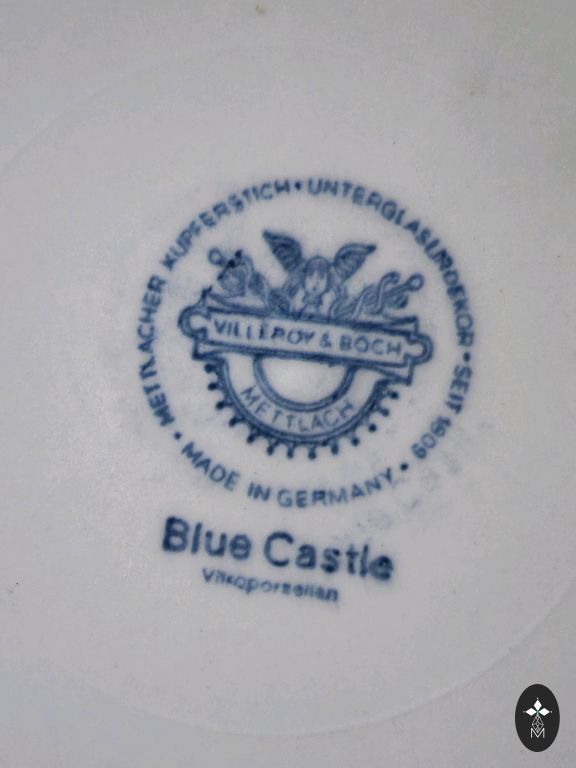 METTLACHER KUPFERSTICH • UNTERGLASURDEKOR • SEIT 1809
VILLEROY & BOCH
METTLACH
• MADE IN GERMANY •
Blue Castle
Vitroporzellan
M